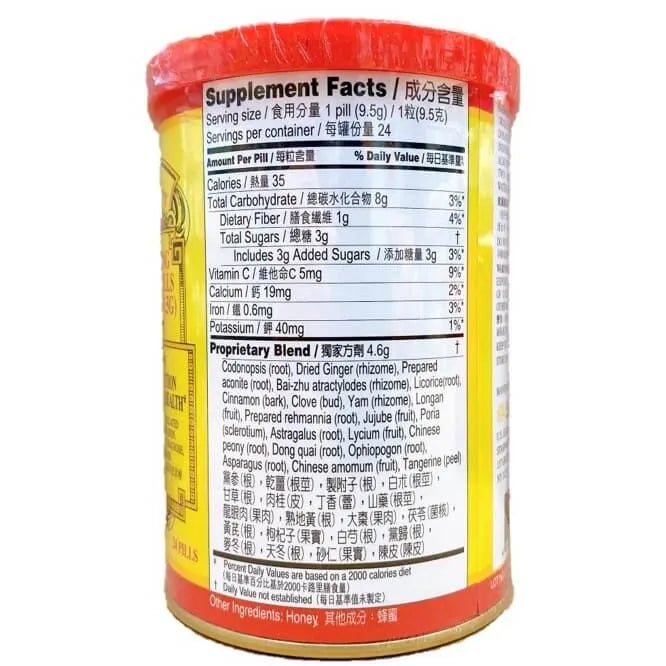 Supplement Facts / 成分含量
Serving size / 食用分量 1 pill (9.5g) / 1粒(9.5克)
Servings per container / 每罐份量 24
Amount Per Pill / 每粒含量 % Daily Value / 每日基準量%
Calories / 熱量 35
Total Carbohydrate / 總碳水化合物 8g 3%*
Dietary Fiber / 膳食纖維 1g 4%*
Total Sugars / 總糖 3g †
Includes 3g Added Sugars / 添加糖量 3g 3%*
Vitamin C / 維他命C 5mg 9%*
Calcium / 鈣 19mg 2%*
Iron / 鐵 0.6mg 3%*
Potassium / 鉀 40mg 1%*
Proprietary Blend / 獨家方劑 4.6g †
Codonopsis (root), Dried Ginger (rhizome), Prepared
aconite (root), Bai-zhu atractylodes (rhizome), Licorice(root),
Cinnamon (bark), Clove (bud), Yam (rhizome), Longan
(fruit), Prepared rehmannia (root), Jujube (fruit), Poria
(sclerotium), Astragalus (root), Lycium (fruit), Chinese
peony (root), Dong quai (root), Ophiopogon (root),
Asparagus (root), Chinese amomum (fruit), Tangerine (peel)
黨參(根)，乾薑(根莖)，製附子(根)，白朮(根莖)，
甘草(根)，肉桂(皮)，丁香(蕾)，山藥(根莖)，
龍眼肉(果肉)，熟地黃(根)，大棗(果肉)，茯苓(菌核)，
黃芪(根)，枸杞子(果實)，白芍(根)，黨歸(根)，
麥冬(根)，天冬(根)，砂仁(果實)，陳皮(陳皮)
* Percent Daily Values are based on a 2000 calories diet
(每日基準百分比基於2000卡路里膳食量)
† Daily Value not established (每日基準值未製定)
Other Ingredients: Honey, 其他成分：蜂蜜
24 PILLS